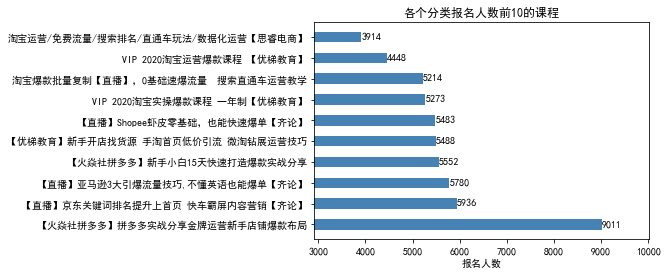 各个分类报名人数前10的课程
淘宝运营/免费流量/搜索排名/直通车玩法/数据化运营【思睿电商】 3914
VIP 2020淘宝运营爆款课程 【优梯教育】 4448
淘宝爆款批量复制【直播】，0基础速爆流量 搜索直通车运营教学 5214
VIP 2020淘宝实操爆款课程 一年制【优梯教育】 5273
【直播】Shopee虾皮零基础，也能快速爆单【齐论】 5483
【优梯教育】新手开店找货源 手淘首页低价引流 微淘钻展运营技巧 5488
【火焱社拼多多】新手小白15天快速打造爆款实战分享 5552
【直播】亚马逊3大引爆流量技巧,不懂英语也能爆单【齐论】 5780
【直播】京东关键词排名提升上首页 快车霸屏内容营销【齐论】 5936
【火焱社拼多多】拼多多实战分享金牌运营新手店铺爆款布局 9011
3000 4000 5000 6000 7000 8000 9000 10000
报名人数